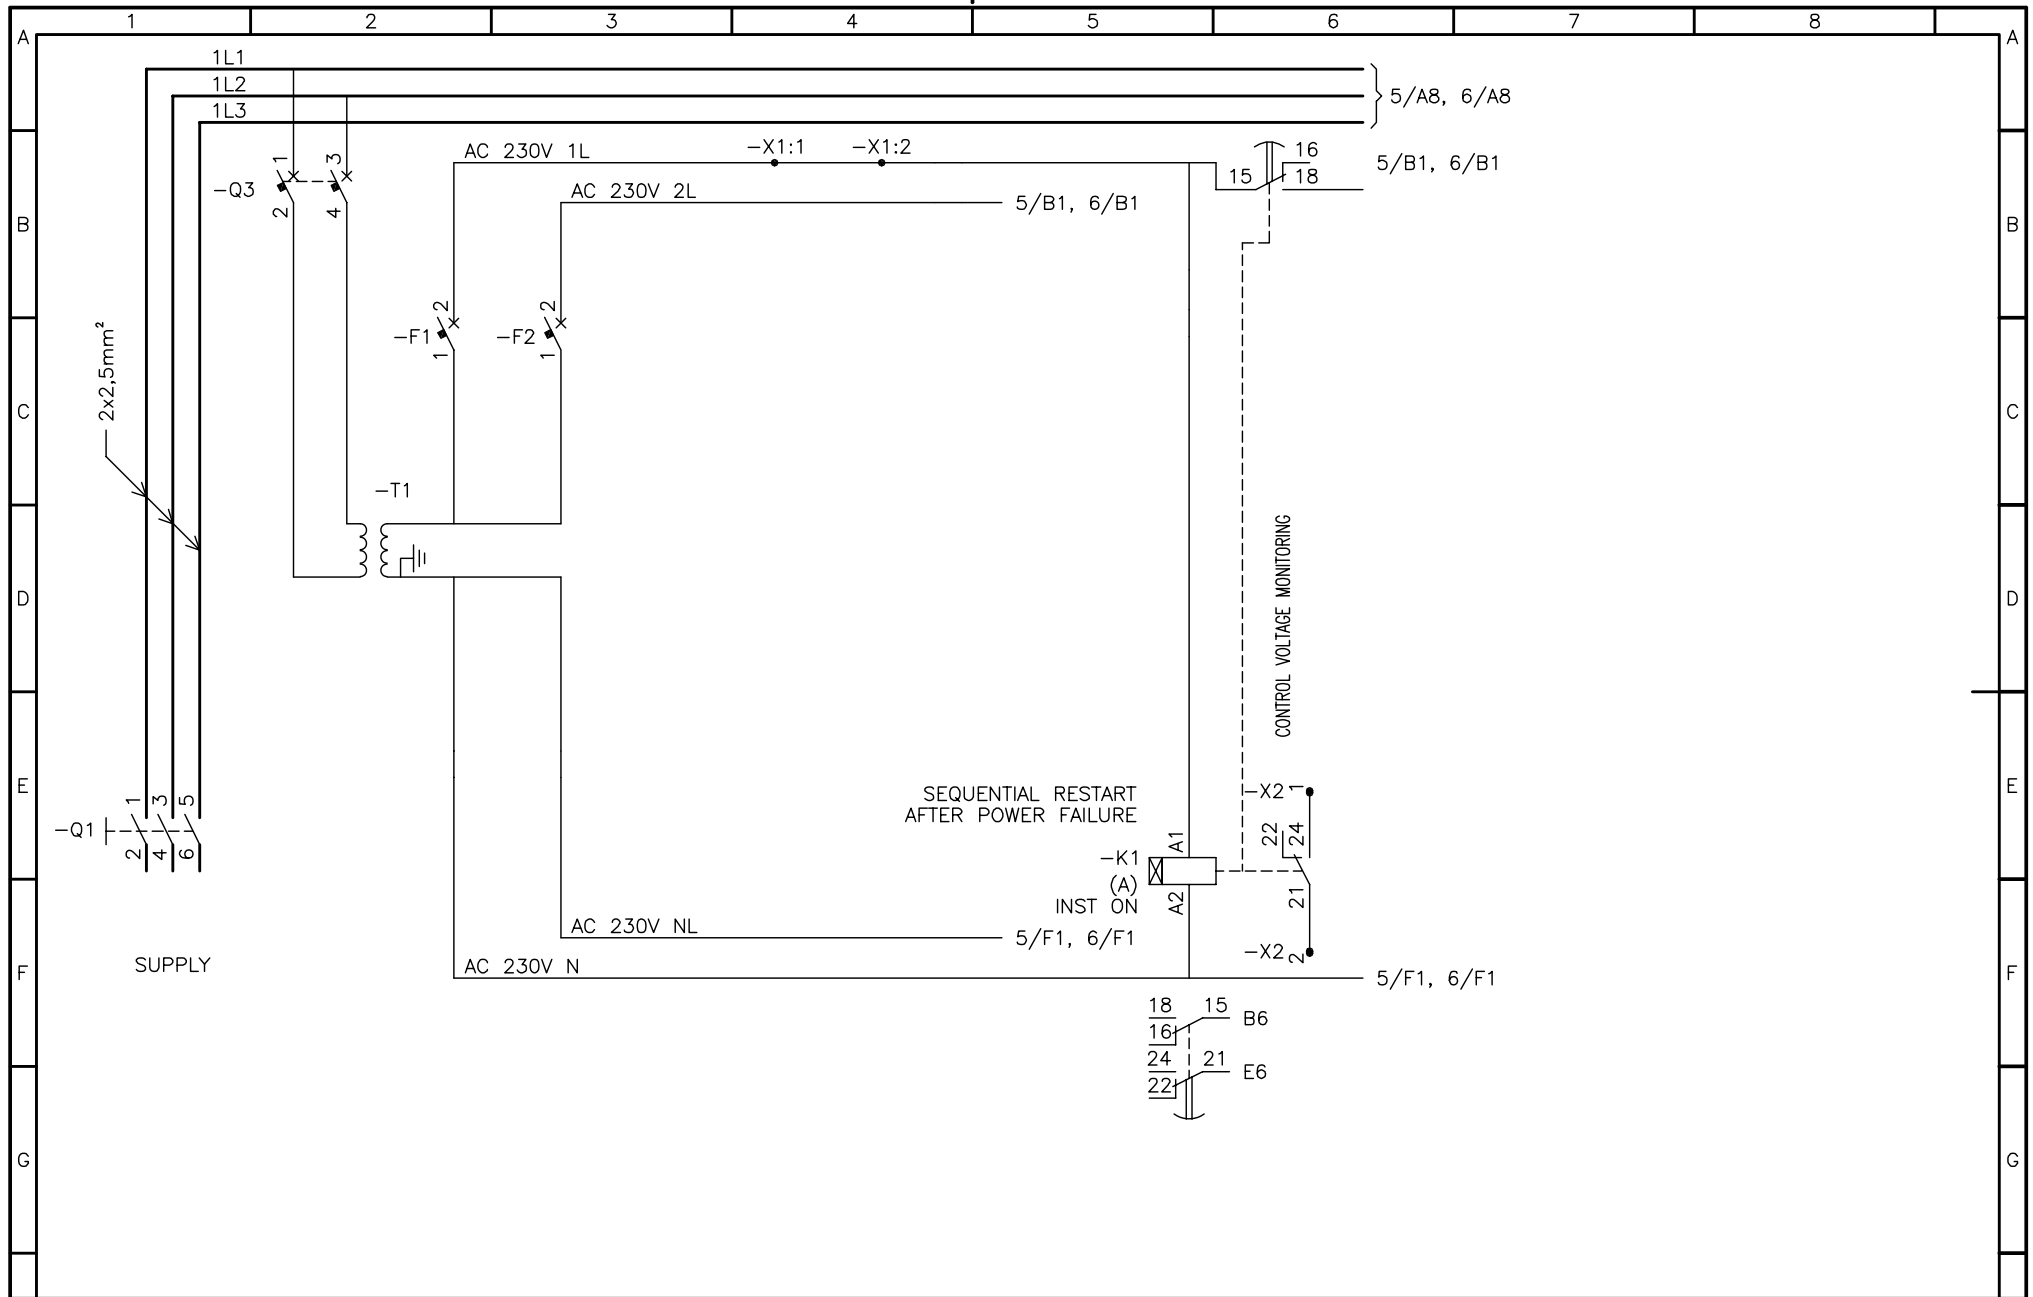 1 2 3 4 5 6 7 8
A A
1L1
1L2
5/A8, 6/A8
1L3
AC 230V 1L -X1:1 -X1:2 16 5/B1, 6/B1
1 3 15 18
-Q3 AC 230V 2L 5/B1, 6/B1
2 4
B B
2 2
-F1 -F2
1 1
2x2,5mm²
C C
-T1
CONTROL VOLTAGE MONITORING
D D
E E
SEQUENTIAL RESTART
AFTER POWER FAILURE
-X2 1
1 3 5
-Q1
2 4 6
22 24
A1
-K1
(A)
INST ON
A2 21
AC 230V NL 5/F1, 6/F1
-X2 2
SUPPLY
F F
AC 230V N 5/F1, 6/F1
18 15 B6
16
24 21 E6
22
G G